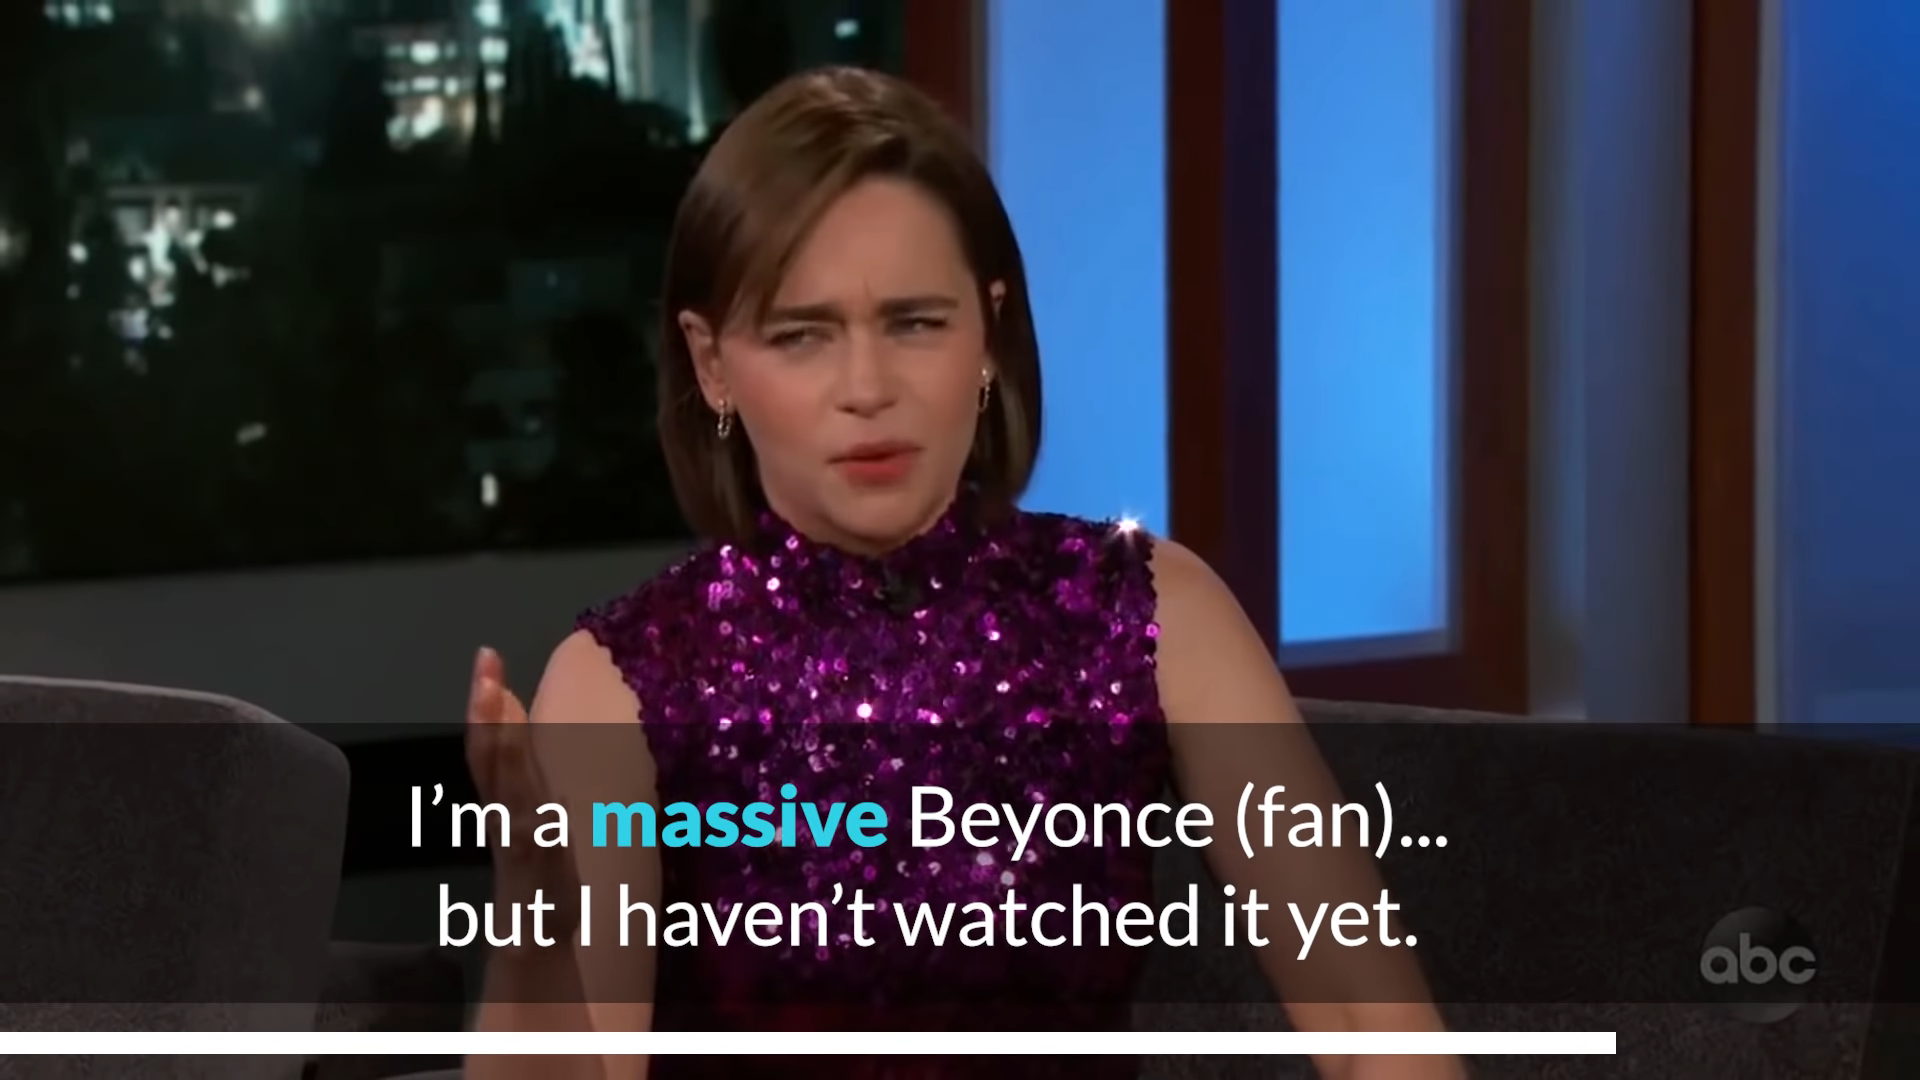 I’m a massive Beyonce (fan)...
but I haven’t watched it yet.
abc